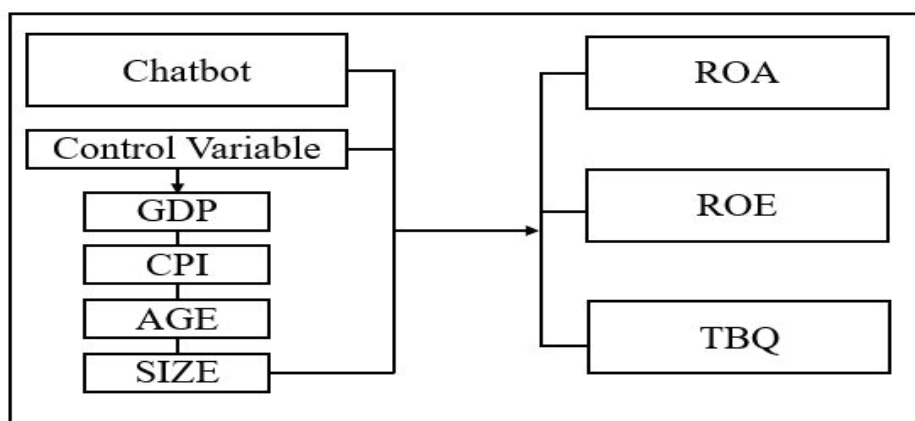 Chatbot
Control Variable
GDP
CPI
AGE
SIZE
ROA
ROE
TBQ